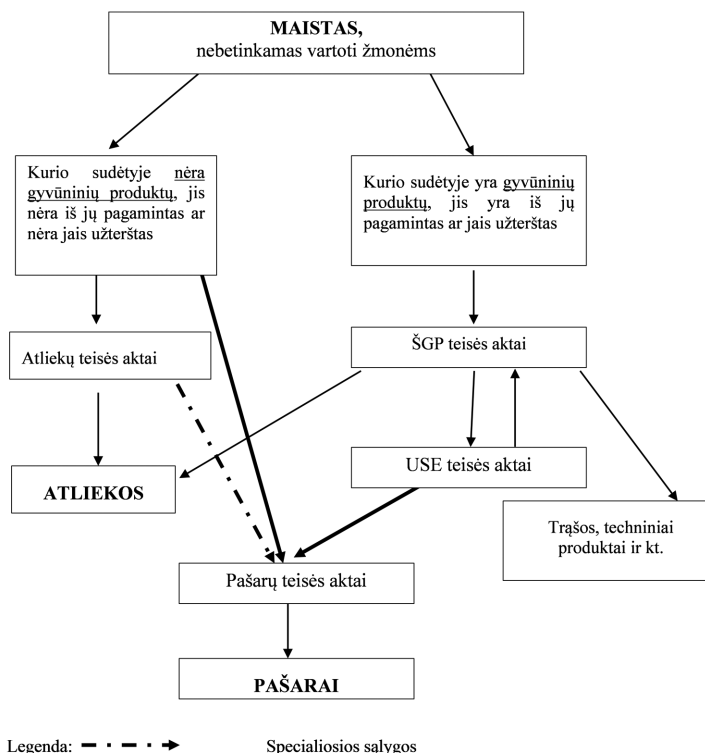 MAISTAS,
nebetinkamas vartoti žmonėms
Kurio sudėtyje nėra
gyvūninių produktų, jis
nėra iš jų pagamintas ar
nėra jais užterštas
Kurio sudėtyje yra gyvūninių
produktų, jis yra iš jų
pagamintas ar jais užterštas
Atliekų teisės aktai
ŠGP teisės aktai
ATLIEKOS
USE teisės aktai
Trąšos, techniniai
produktai ir kt.
Pašarų teisės aktai
PAŠARAI
Legenda: Specialiosios sąlygos